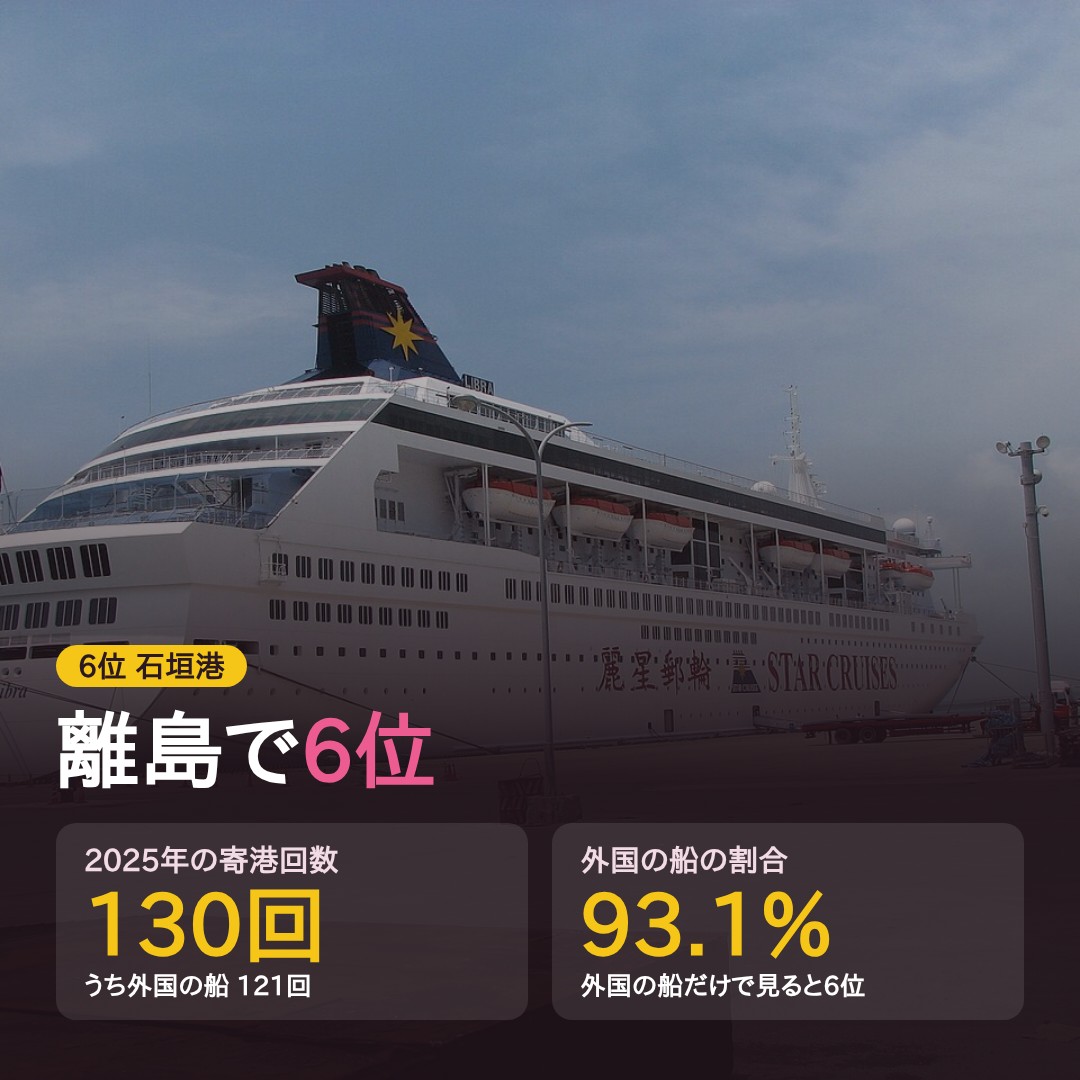 LIBRA
麗星郵輪 STAR CRUISES
6位 石垣港
ibra
離島で6位
2025年の寄港回数
130回
うち外国の船 121回
外国の船の割合
93.1%
外国の船だけで見ると6位